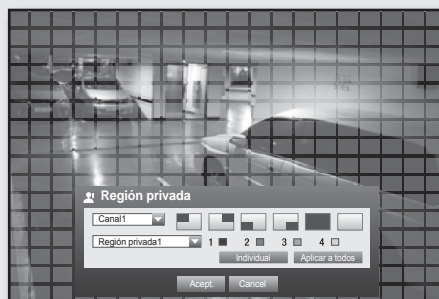 Región privada
Canal1
Región privada1 1 2 3 4
Individual Aplicar a todos
Acept. Cancel